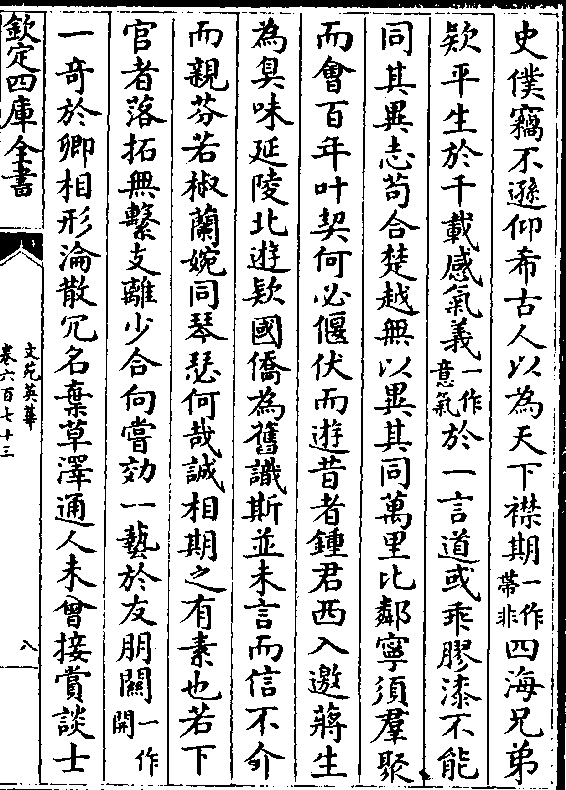 史僕竊不遜仰希古人以為天下襟期一作帶非四海兄弟
欵平生於千載感氣義一作意氣於一言道或乖膠漆不能
同其異志苟合楚越無以異其同萬里比鄰寧須羣聚
而會百年叶契何必偃伏而遊昔者鍾君西入邀蔣生
為臭味延陵北遊欵國僑為舊識斯並未言而信不介
而親芬若椒蘭婉同琴瑟何哉誠相期之有素也若下
官者落拓無繫支離少合向嘗効一藝於友朋闗一作開
一奇於卿相形淪散冗名棄草澤通人未曾接賞談士
欽定四庫全書
文苑英華
卷六百七十三
八